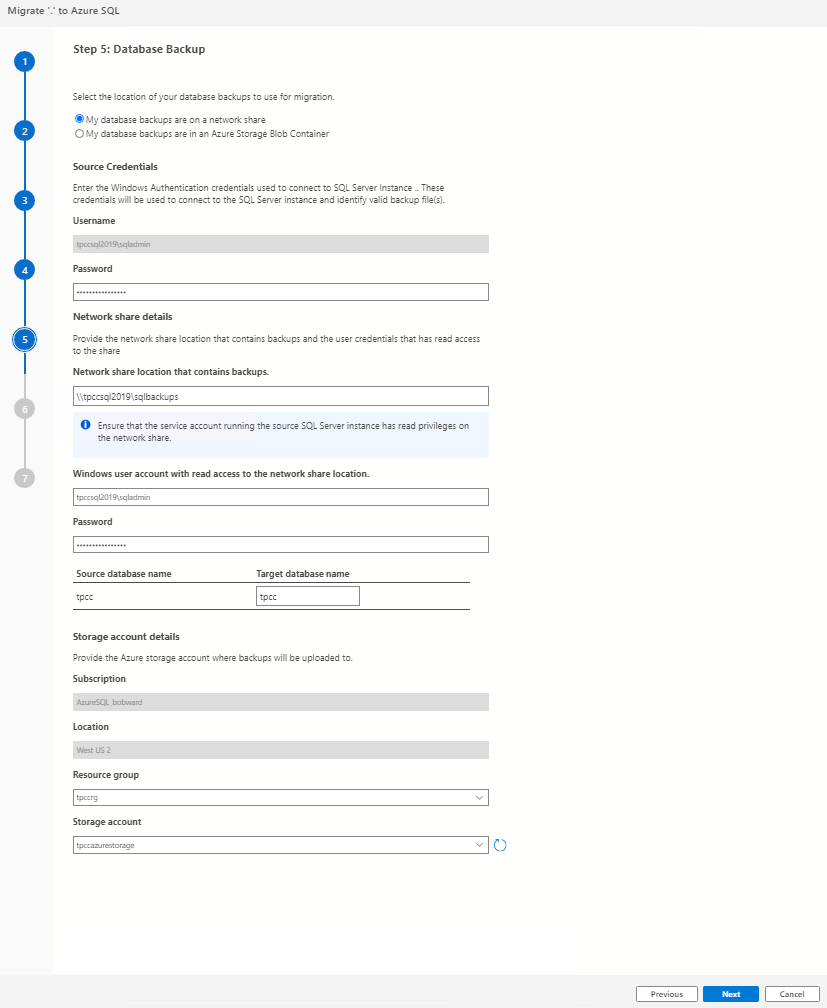 Migrate '.' to Azure SQL
1
2
3
4
5
6
7
Step 5: Database Backup
Select the location of your database backups to use for migration.
My database backups are on a network share
My database backups are in an Azure Storage Blob Container
Source Credentials
Enter the Windows Authentication credentials used to connect to SQL Server Instance .. These
credentials will be used to connect to the SQL Server instance and identify valid backup file(s).
Username
tpccsql2019\sqladmin
Password
••••••••••••••••
Network share details
Provide the network share location that contains backups and the user credentials that has read access
to the share
Network share location that contains backups.
\\tpccsql2019\sqlbackups
Ensure that the service account running the source SQL Server instance has read privileges on
the network share.
Windows user account with read access to the network share location.
tpccsql2019\sqladmin
Password
••••••••••••••••
Source database name Target database name
tpcc tpcc
Storage account details
Provide the Azure storage account where backups will be uploaded to.
Subscription
AzureSQL_bobward
Location
West US 2
Resource group
tpccrg
Storage account
tpccazurestorage
Previous Next Cancel